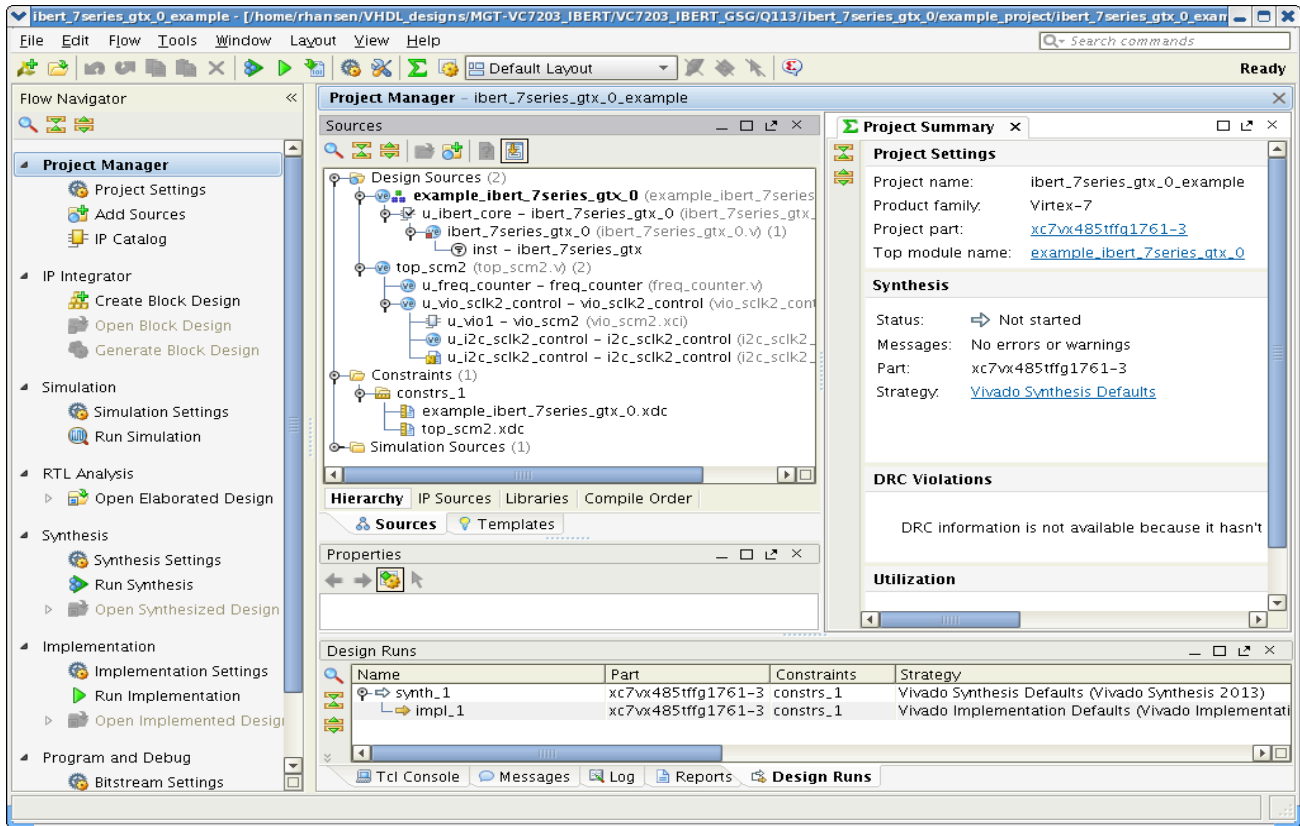 ibert_7series_gtx_0_example - [/home/rhansen/VHDL_designs/MGT-VC7203_IBERT/VC7203_IBERT_GSG/Q113/ibert_7series_gtx_0/example_project/ibert_7series_gtx_0_exam
File Edit Flow Tools Window Layout View Help
Search commands
Default Layout
Ready
Flow Navigator
Project Manager
Project Settings
Add Sources
IP Catalog
IP Integrator
Create Block Design
Open Block Design
Generate Block Design
Simulation
Simulation Settings
Run Simulation
RTL Analysis
Open Elaborated Design
Synthesis
Synthesis Settings
Run Synthesis
Open Synthesized Design
Implementation
Implementation Settings
Run Implementation
Open Implemented Desig
Program and Debug
Bitstream Settings
Project Manager - ibert_7series_gtx_0_example
Sources
Design Sources (2)
example_ibert_7series_gtx_0 (example_ibert_7series
u_ibert_core - ibert_7series_gtx_0 (ibert_7series_gtx_
ibert_7series_gtx_0 (ibert_7series_gtx_0.v) (1)
inst - ibert_7series_gtx
top_scm2 (top_scm2.v) (2)
u_freq_counter - freq_counter (freq_counter.v)
u_vio_sclk2_control - vio_sclk2_control (vio_sclk2_cont
u_vio1 - vio_scm2 (vio_scm2.xci)
u_i2c_sclk2_control - i2c_sclk2_control (i2c_sclk2_
u_i2c_sclk2_control - i2c_sclk2_control (i2c_sclk2_
Constraints (1)
constrs_1
example_ibert_7series_gtx_0.xdc
top_scm2.xdc
Simulation Sources (1)
Hierarchy IP Sources Libraries Compile Order
Sources Templates
Properties
Project Summary
Project Settings
Project name: ibert_7series_gtx_0_example
Product family: Virtex-7
Project part: xc7vx485tffg1761-3
Top module name: example_ibert_7series_gtx_0
Synthesis
Status: Not started
Messages: No errors or warnings
Part: xc7vx485tffg1761-3
Strategy: Vivado Synthesis Defaults
DRC Violations
DRC information is not available because it hasn't
Utilization
Design Runs
Name Part Constraints Strategy
synth_1 xc7vx485tffg1761-3 constrs_1 Vivado Synthesis Defaults (Vivado Synthesis 2013)
impl_1 xc7vx485tffg1761-3 constrs_1 Vivado Implementation Defaults (Vivado Implementati
Tcl Console Messages Log Reports Design Runs